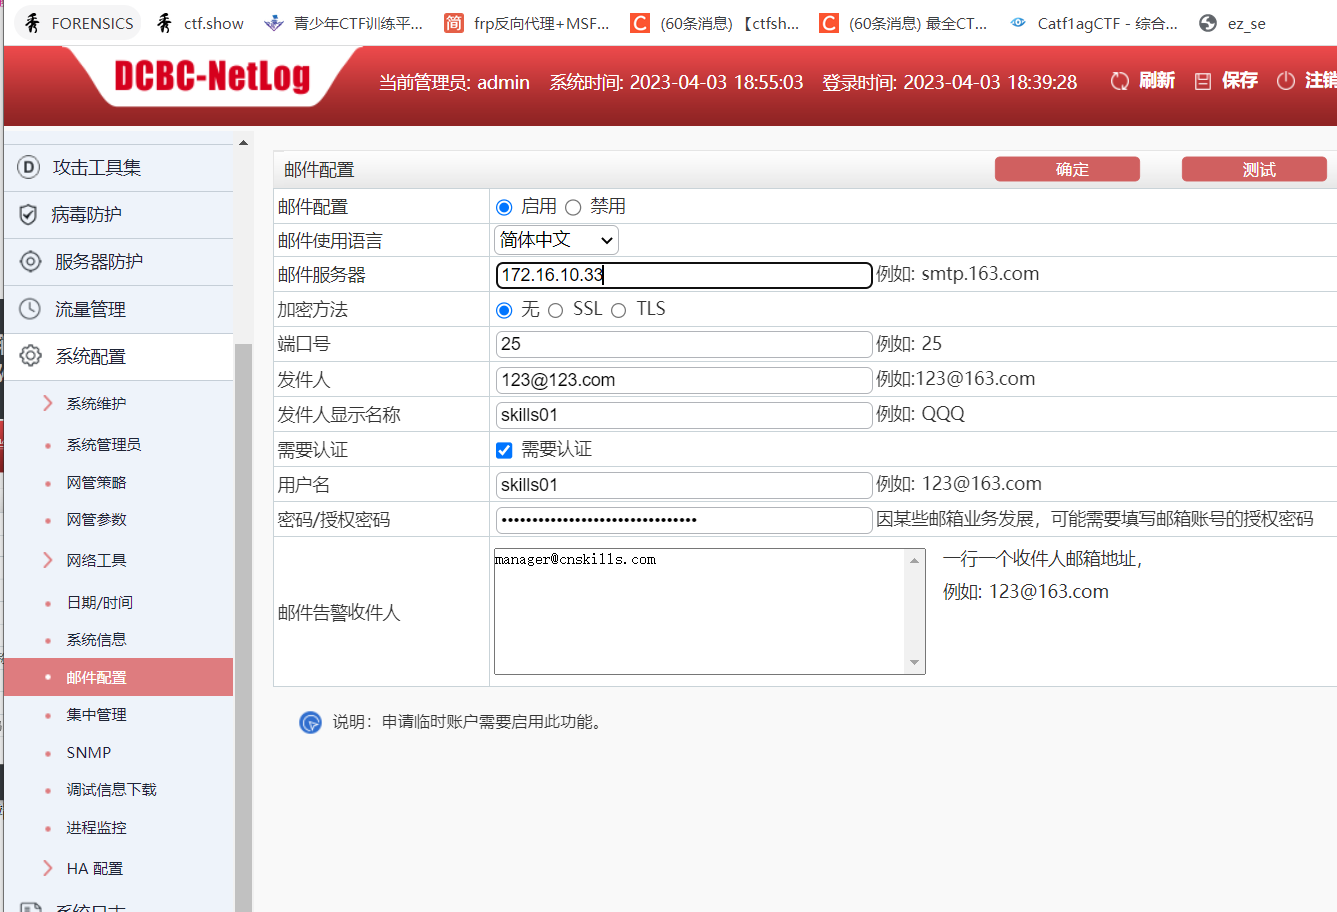 FORENSICS ctf.show 青少年CTF训练平... frp反向代理+MSF... (60条消息) 【ctfsh... (60条消息) 最全CT... Catf1agCTF - 综合... ez_se
DCBC-NetLog 当前管理员: admin 系统时间: 2023-04-03 18:55:03 登录时间: 2023-04-03 18:39:28 刷新 保存 注销
攻击工具集
病毒防护
服务器防护
流量管理
系统配置
系统维护
系统管理员
网管策略
网管参数
网络工具
日期/时间
系统信息
邮件配置
集中管理
SNMP
调试信息下载
进程监控
HA 配置
系统日志
邮件配置 确定 测试
邮件配置 启用 禁用
邮件使用语言 简体中文
邮件服务器 172.16.10.33 例如: smtp.163.com
加密方法 无 SSL TLS
端口号 25 例如: 25
发件人 123@123.com 例如:123@163.com
发件人显示名称 skills01 例如: QQQ
需要认证 需要认证
用户名 skills01 例如: 123@163.com
密码/授权密码 •••••••••••••••••••••••••••••••• 因某些邮箱业务发展，可能需要填写邮箱账号的授权密码
邮件告警收件人 manager@cnskills.com 一行一个收件人邮箱地址,
例如: 123@163.com
说明：申请临时账户需要启用此功能。